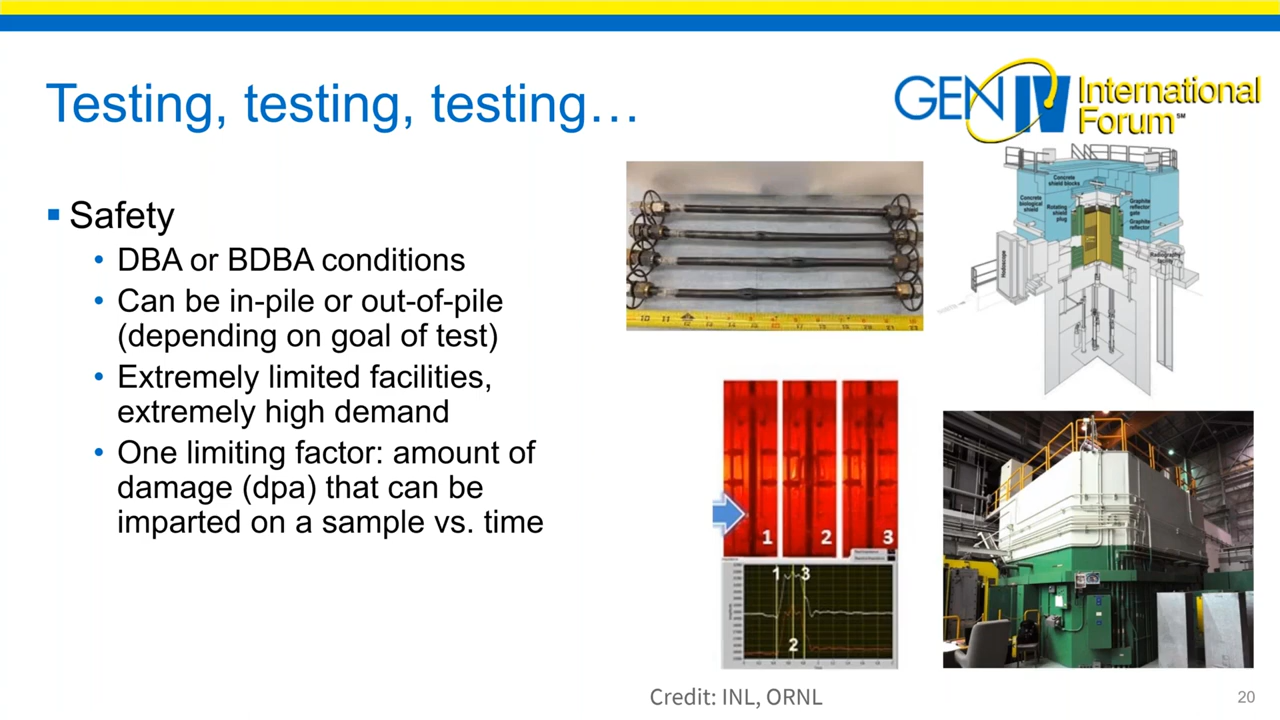 Testing, testing, testing…
GEN IV International
Forum℠
▪ Safety
• DBA or BDBA conditions
• Can be in-pile or out-of-pile
(depending on goal of test)
• Extremely limited facilities,
extremely high demand
• One limiting factor: amount of
damage (dpa) that can be
imparted on a sample vs. time
Concrete
shield blocks
Concrete
biological
shield
Rotating
shield
plug
Graphite
reflector
gate
Graphite
reflector
Hodoscope
Radiography
facility
1 2 3
1 3
2
Credit: INL, ORNL
20